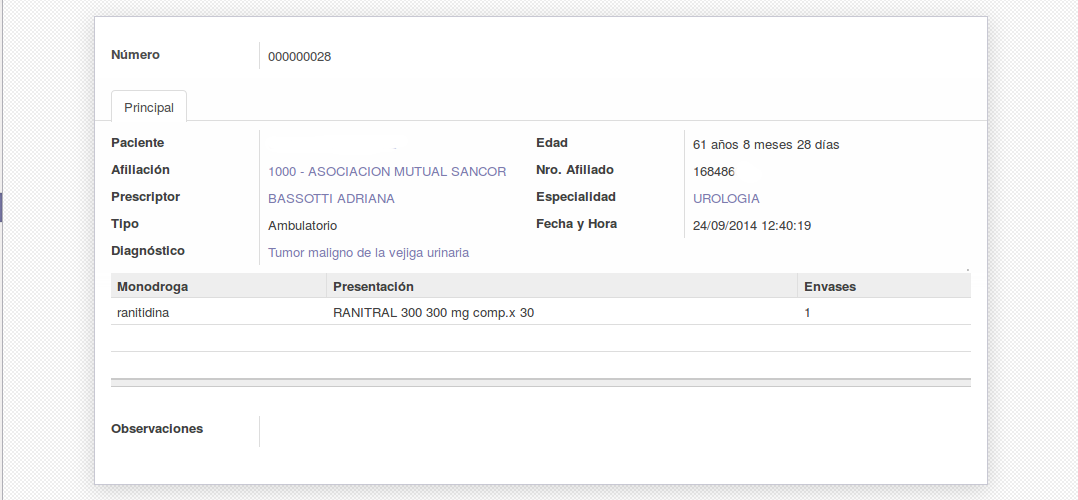 Número 000000028
Principal
Paciente
Edad 61 años 8 meses 28 días
Afiliación 1000 - ASOCIACION MUTUAL SANCOR
Nro. Afiliado 168486
Prescriptor BASSOTTI ADRIANA
Especialidad UROLOGIA
Tipo Ambulatorio
Fecha y Hora 24/09/2014 12:40:19
Diagnóstico Tumor maligno de la vejiga urinaria
Monodroga Presentación Envases
ranitidina RANITRAL 300 300 mg comp.x 30 1
Observaciones